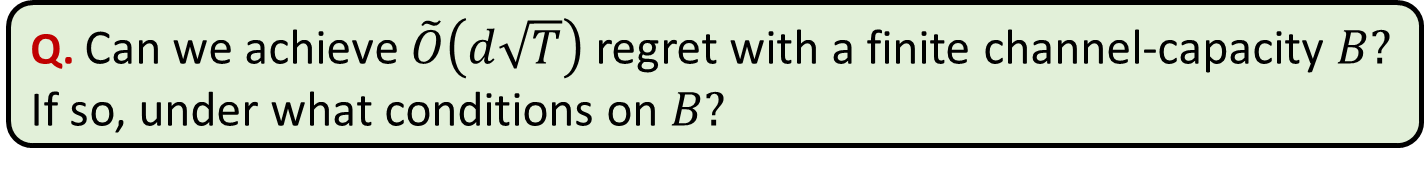 Q. Can we achieve Õ(d√T) regret with a finite channel-capacity B?
If so, under what conditions on B?